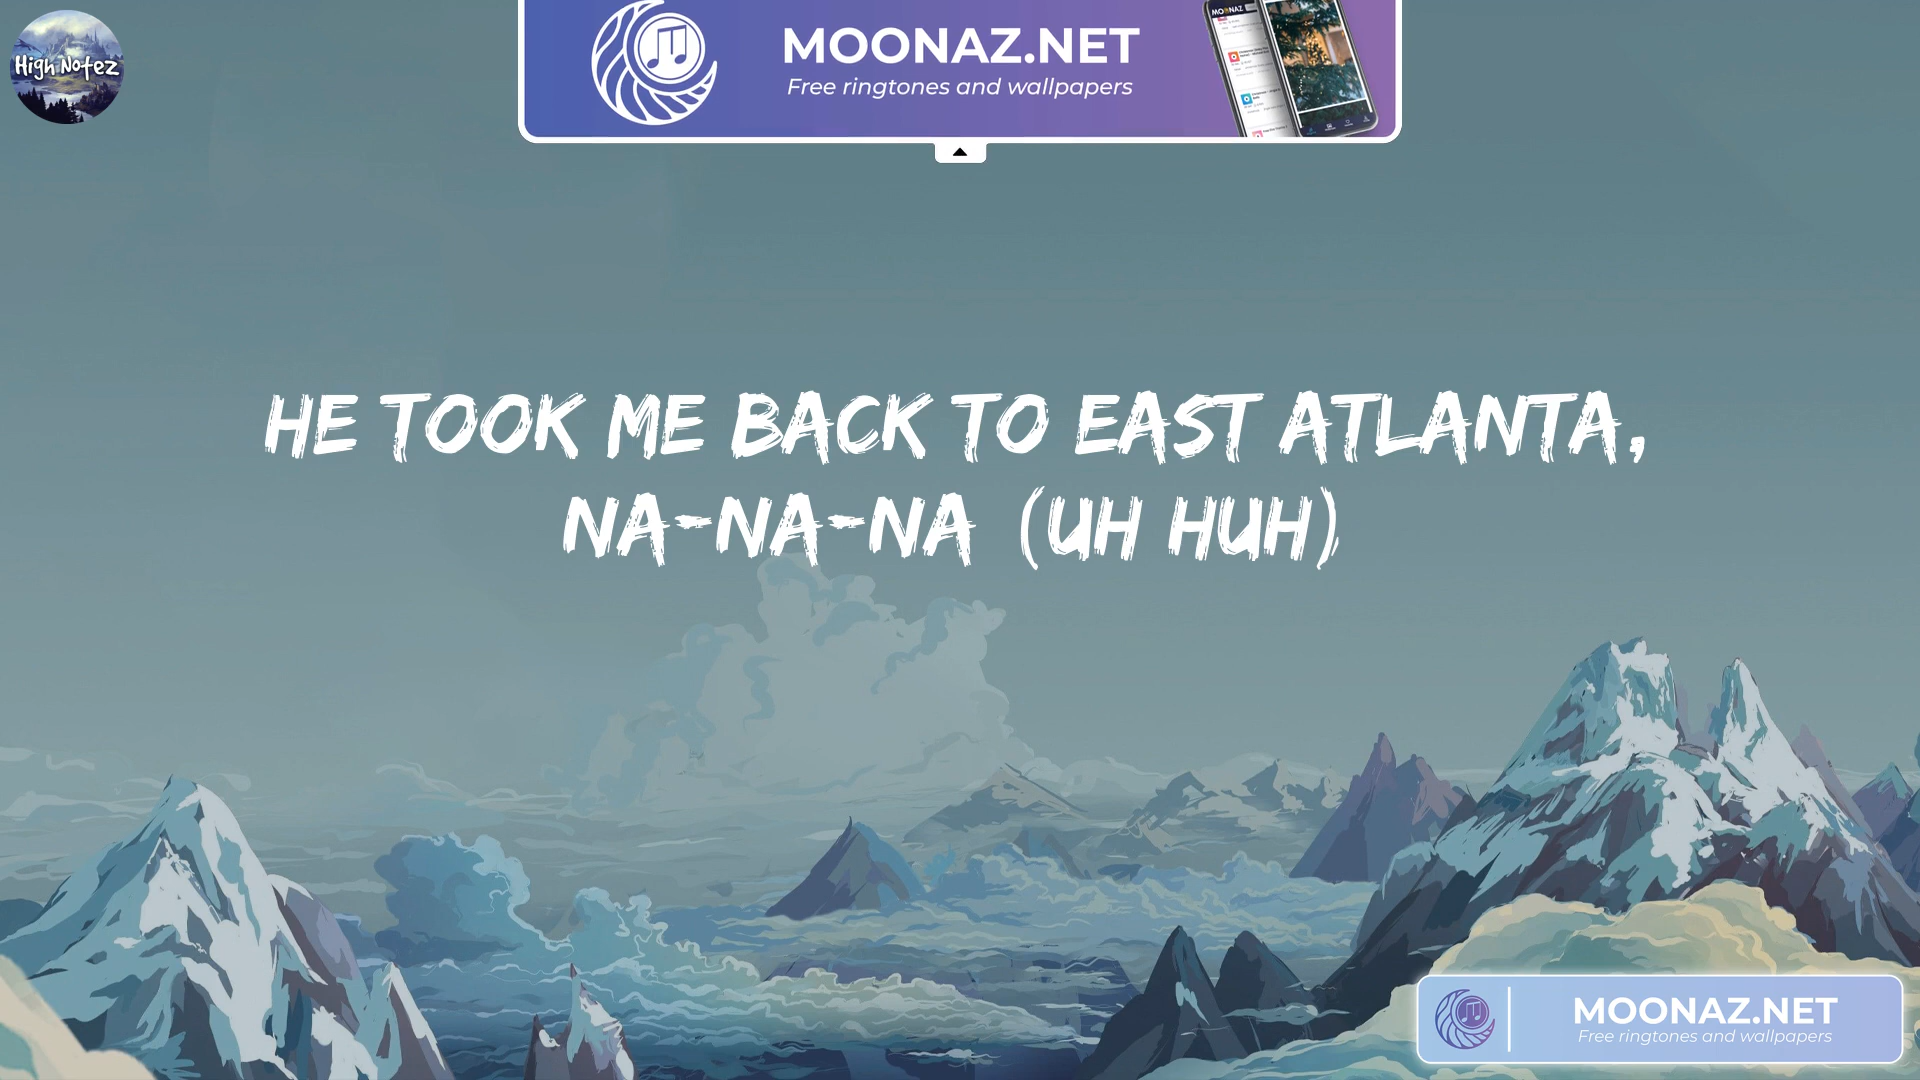 High Notez
MOONAZ.NET
Free ringtones and wallpapers
MOONAZ
HE TOOK ME BACK TO EAST ATLANTA,
NA-NA-NA (UH HUH)
MOONAZ.NET
Free ringtones and wallpapers